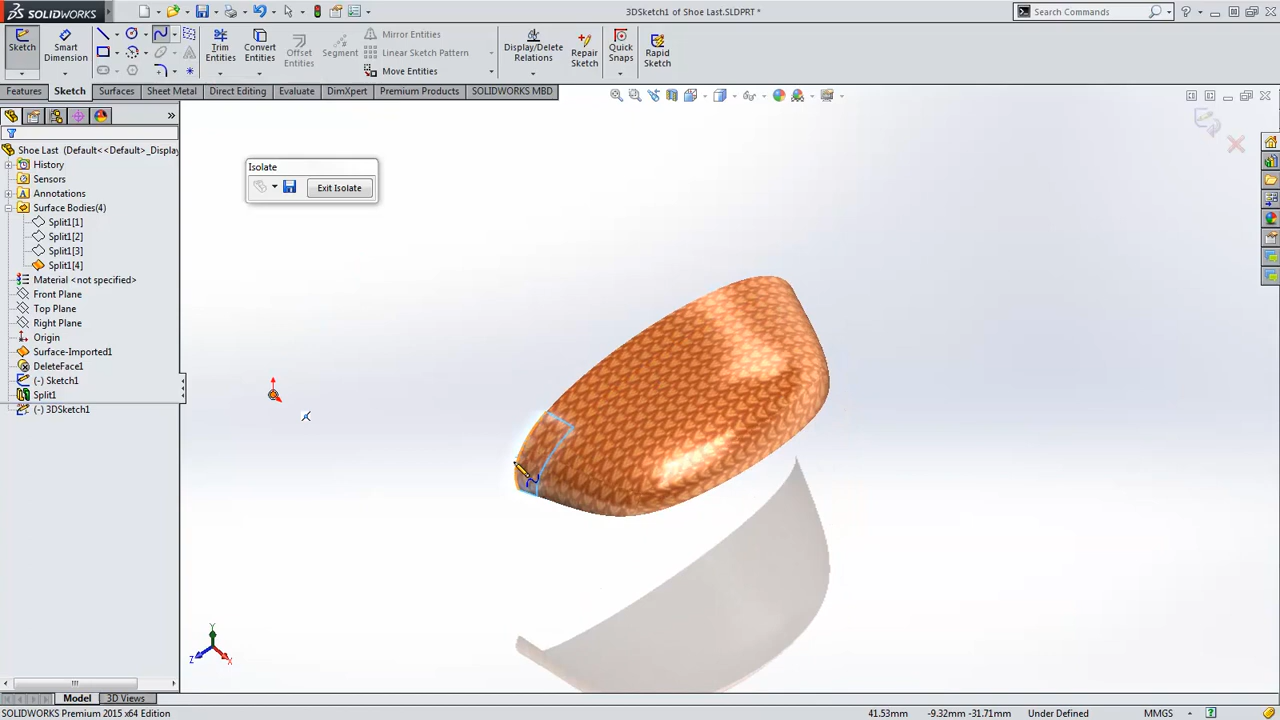 SOLIDWORKS
3DSketch1 of Shoe Last.SLDPRT *
Search Commands
Sketch
Smart Dimension
Trim Entities
Convert Entities
Offset Entities
Segment
Mirror Entities
Linear Sketch Pattern
Move Entities
Display/Delete Relations
Repair Sketch
Quick Snaps
Rapid Sketch
Features
Sketch
Surfaces
Sheet Metal
Direct Editing
Evaluate
DimXpert
Premium Products
SOLIDWORKS MBD
Shoe Last (Default<<Default>_Display
History
Sensors
Annotations
Surface Bodies(4)
Split1[1]
Split1[2]
Split1[3]
Split1[4]
Material <not specified>
Front Plane
Top Plane
Right Plane
Origin
Surface-Imported1
DeleteFace1
(-) Sketch1
Split1
(-) 3DSketch1
Isolate
Exit Isolate
Y
Z
X
Model
3D Views
SOLIDWORKS Premium 2015 x64 Edition
41.53mm
-9.32mm -31.71mm
Under Defined
MMGS